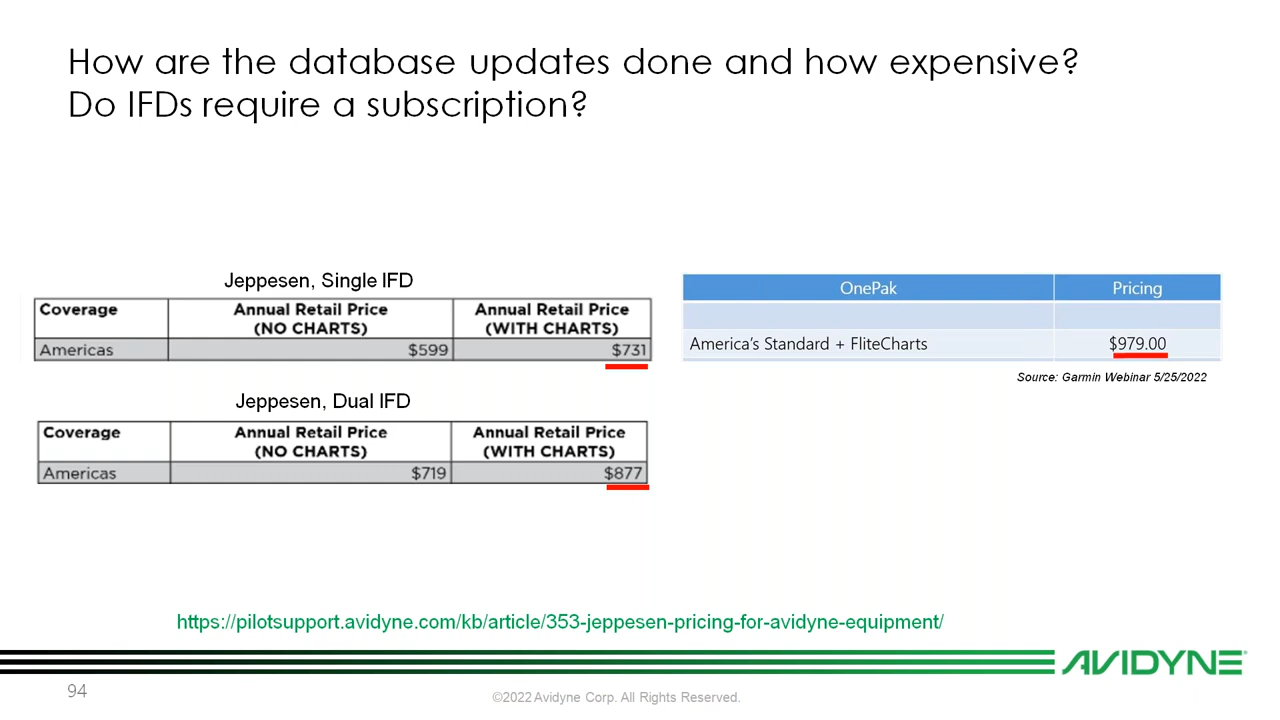 How are the database updates done and how expensive?
Do IFDs require a subscription?
Jeppesen, Single IFD
Coverage Annual Retail Price (NO CHARTS) Annual Retail Price (WITH CHARTS)
Americas $599 $731
Jeppesen, Dual IFD
Coverage Annual Retail Price (NO CHARTS) Annual Retail Price (WITH CHARTS)
Americas $719 $877
OnePak Pricing
America's Standard + FliteCharts $979.00
Source: Garmin Webinar 5/25/2022
https://pilotsupport.avidyne.com/kb/article/353-jeppesen-pricing-for-avidyne-equipment/
AVIDYNE
94
©2022 Avidyne Corp. All Rights Reserved.